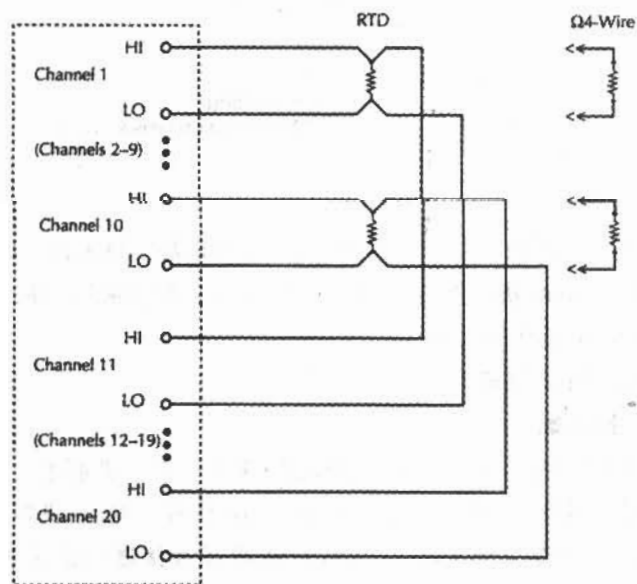 RTD
Ω4-Wire
HI
Channel 1
LO
(Channels 2–9)
HI
Channel 10
LO
HI
Channel 11
LO
(Channels 12–19)
HI
Channel 20
LO